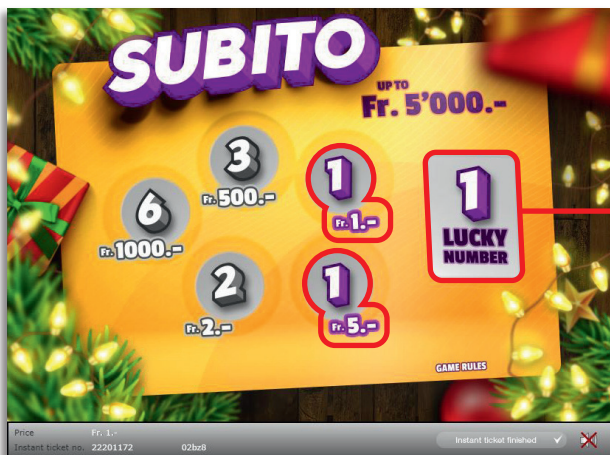 SUBITO
UP TO
Fr. 5'000.-
3
Fr. 500.-
1
Fr. 1.-
6
Fr. 1000.-
1
LUCKY
NUMBER
2
Fr. 2.-
1
Fr. 5.-
GAME RULES
Price Fr. 1.-
Instant ticket no. 22201172 02bz8
Instant ticket finished